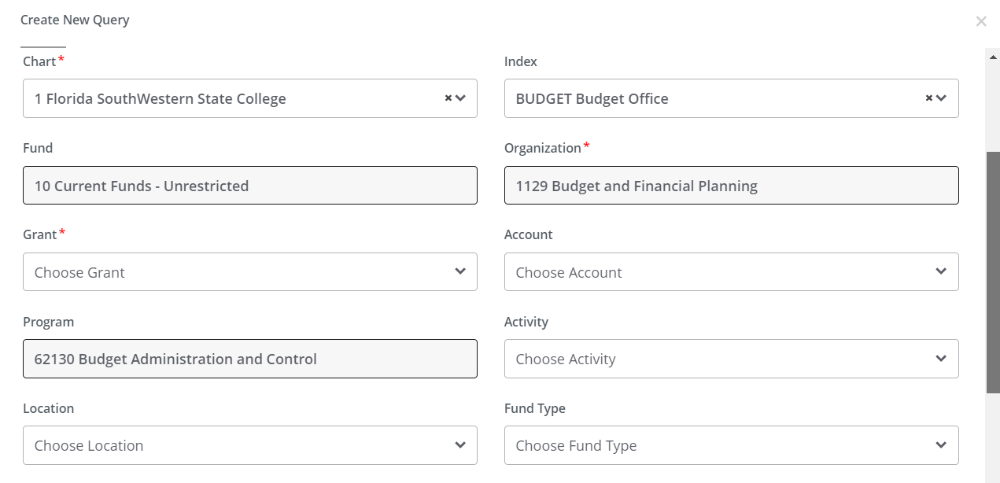 Create New Query
×
Chart*
Index
1 Florida SouthWestern State College ×
BUDGET Budget Office ×
Fund
Organization*
10 Current Funds - Unrestricted
1129 Budget and Financial Planning
Grant*
Account
Choose Grant
Choose Account
Program
Activity
62130 Budget Administration and Control
Choose Activity
Location
Fund Type
Choose Location
Choose Fund Type